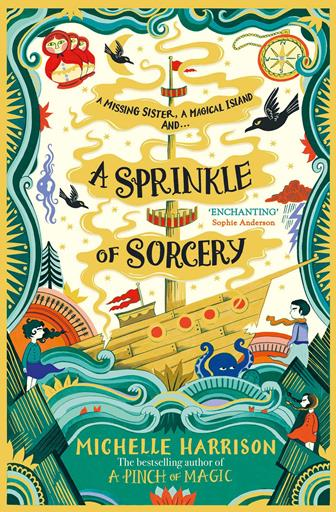 A MISSING SISTER, A MAGICAL ISLAND
AND...
A SPRINKLE
OF SORCERY
'ENCHANTING'
Sophie Anderson
MICHELLE HARRISON
The bestselling author of
A PINCH OF MAGIC